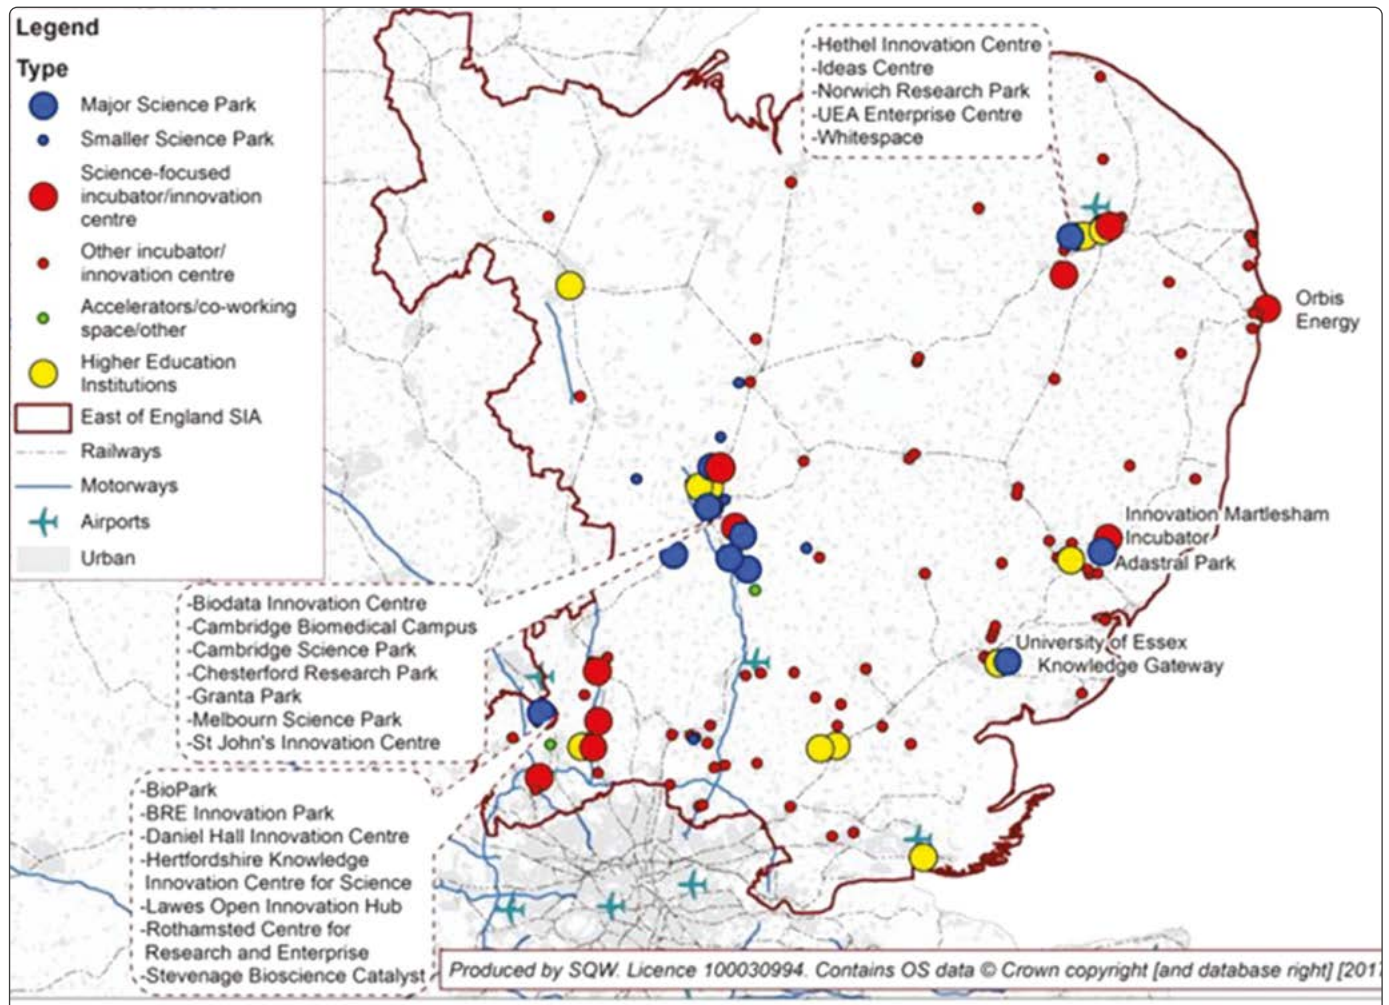 Legend
Type
Major Science Park
Smaller Science Park
Science-focused
incubator/innovation
centre
Other incubator/
innovation centre
Accelerators/co-working
space/other
Higher Education
Institutions
East of England SIA
Railways
Motorways
Airports
Urban
-Hethel Innovation Centre
-Ideas Centre
-Norwich Research Park
-UEA Enterprise Centre
-Whitespace
Orbis
Energy
Innovation Martlesham
Incubator
Adastral Park
University of Essex
Knowledge Gateway
-Biodata Innovation Centre
-Cambridge Biomedical Campus
-Cambridge Science Park
-Chesterford Research Park
-Granta Park
-Melbourn Science Park
-St John's Innovation Centre
-BioPark
-BRE Innovation Park
-Daniel Hall Innovation Centre
-Hertfordshire Knowledge
Innovation Centre for Science
-Lawes Open Innovation Hub
-Rothamsted Centre for
Research and Enterprise
-Stevenage Bioscience Catalyst
Produced by SQW. Licence 100030994. Contains OS data © Crown copyright [and database right] [2017